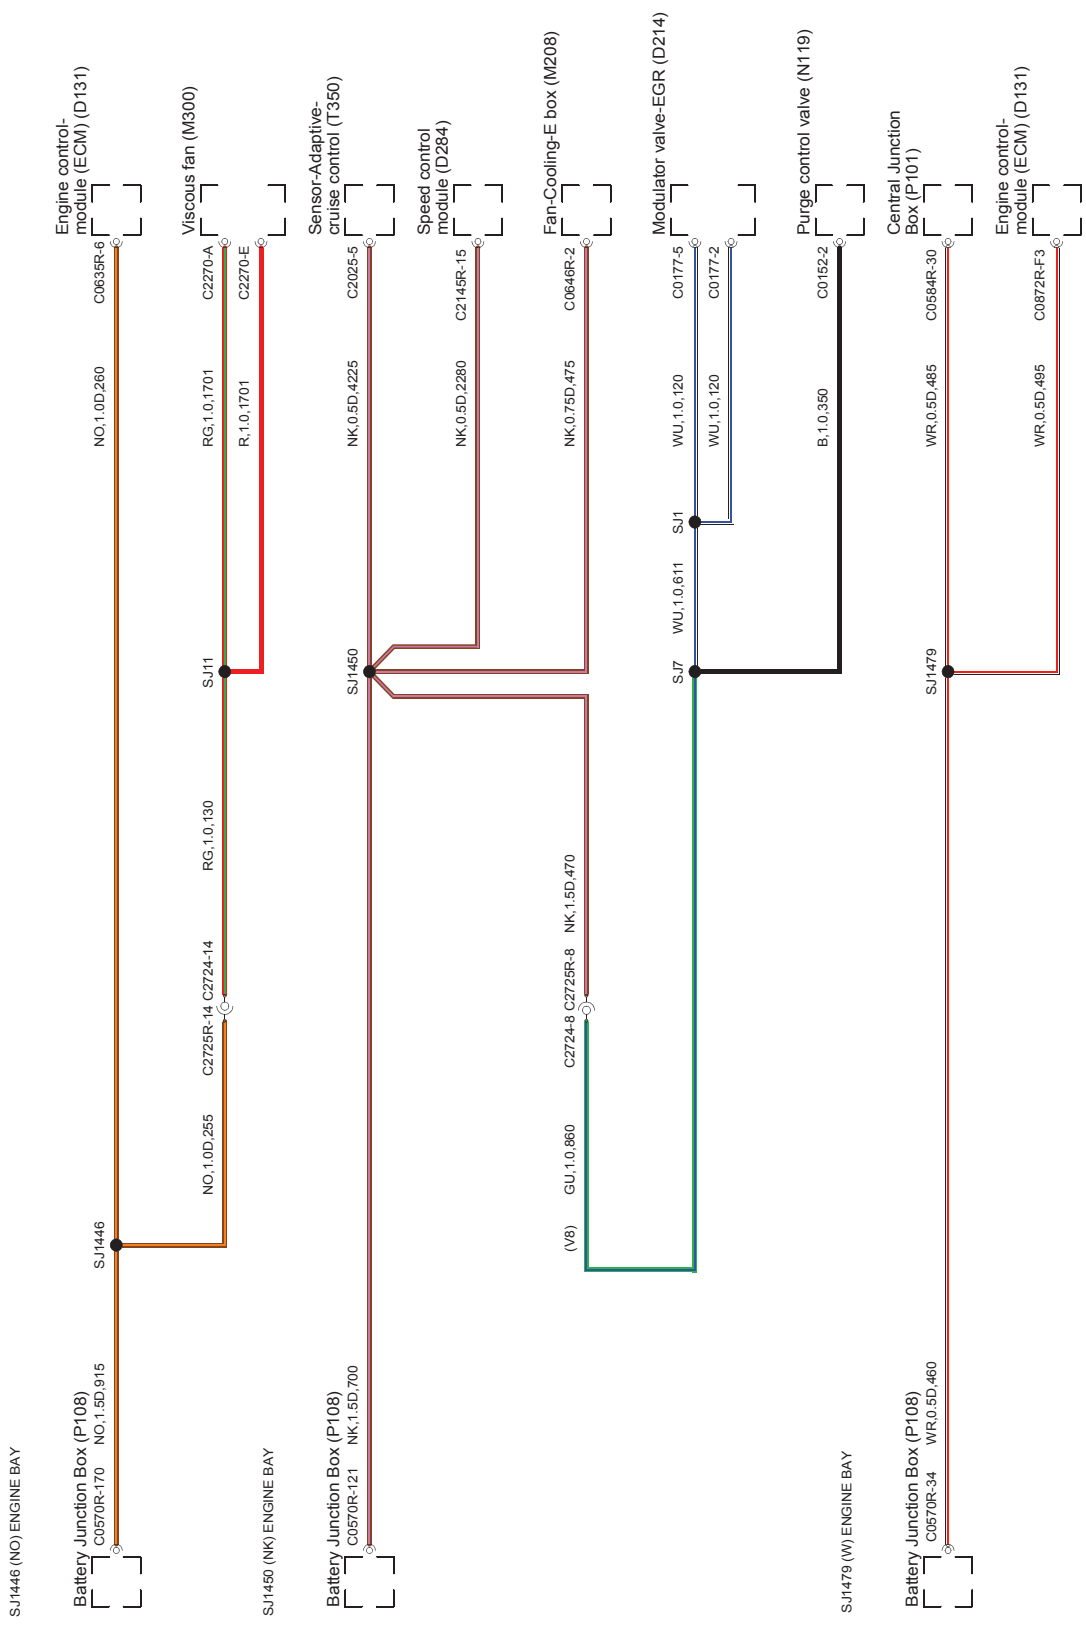 SJ1446 (NO) ENGINE BAY
Battery Junction Box (P108)
C0570R-170
NO,1.5D,915
SJ1446
NO,1.0D,260
C0635R-6
Engine control-
module (ECM) (D131)
NO,1.0D,255
C2725R-14
C2724-14
RG,1.0,130
SJ11
RG,1.0,1701
C2270-A
R,1.0,1701
C2270-E
Viscous fan (M300)
SJ1450 (NK) ENGINE BAY
Battery Junction Box (P108)
C0570R-121
NK,1.5D,700
SJ1450
NK,0.5D,4225
C2025-5
Sensor-Adaptive-
cruise control (T350)
NK,0.5D,2280
C2145R-15
Speed control
module (D284)
NK,0.75D,475
C0646R-2
Fan-Cooling-E box (M208)
(V8)
GU,1.0,860
C2724-8
C2725R-8
NK,1.5D,470
SJ7
WU,1.0,611
SJ1
WU,1.0,120
C0177-5
WU,1.0,120
C0177-2
Modulator valve-EGR (D214)
B,1.0,350
C0152-2
Purge control valve (N119)
SJ1479 (W) ENGINE BAY
Battery Junction Box (P108)
C0570R-34
WR,0.5D,460
SJ1479
WR,0.5D,485
C0584R-30
Central Junction
Box (P101)
WR,0.5D,495
C0872R-F3
Engine control-
module (ECM) (D131)